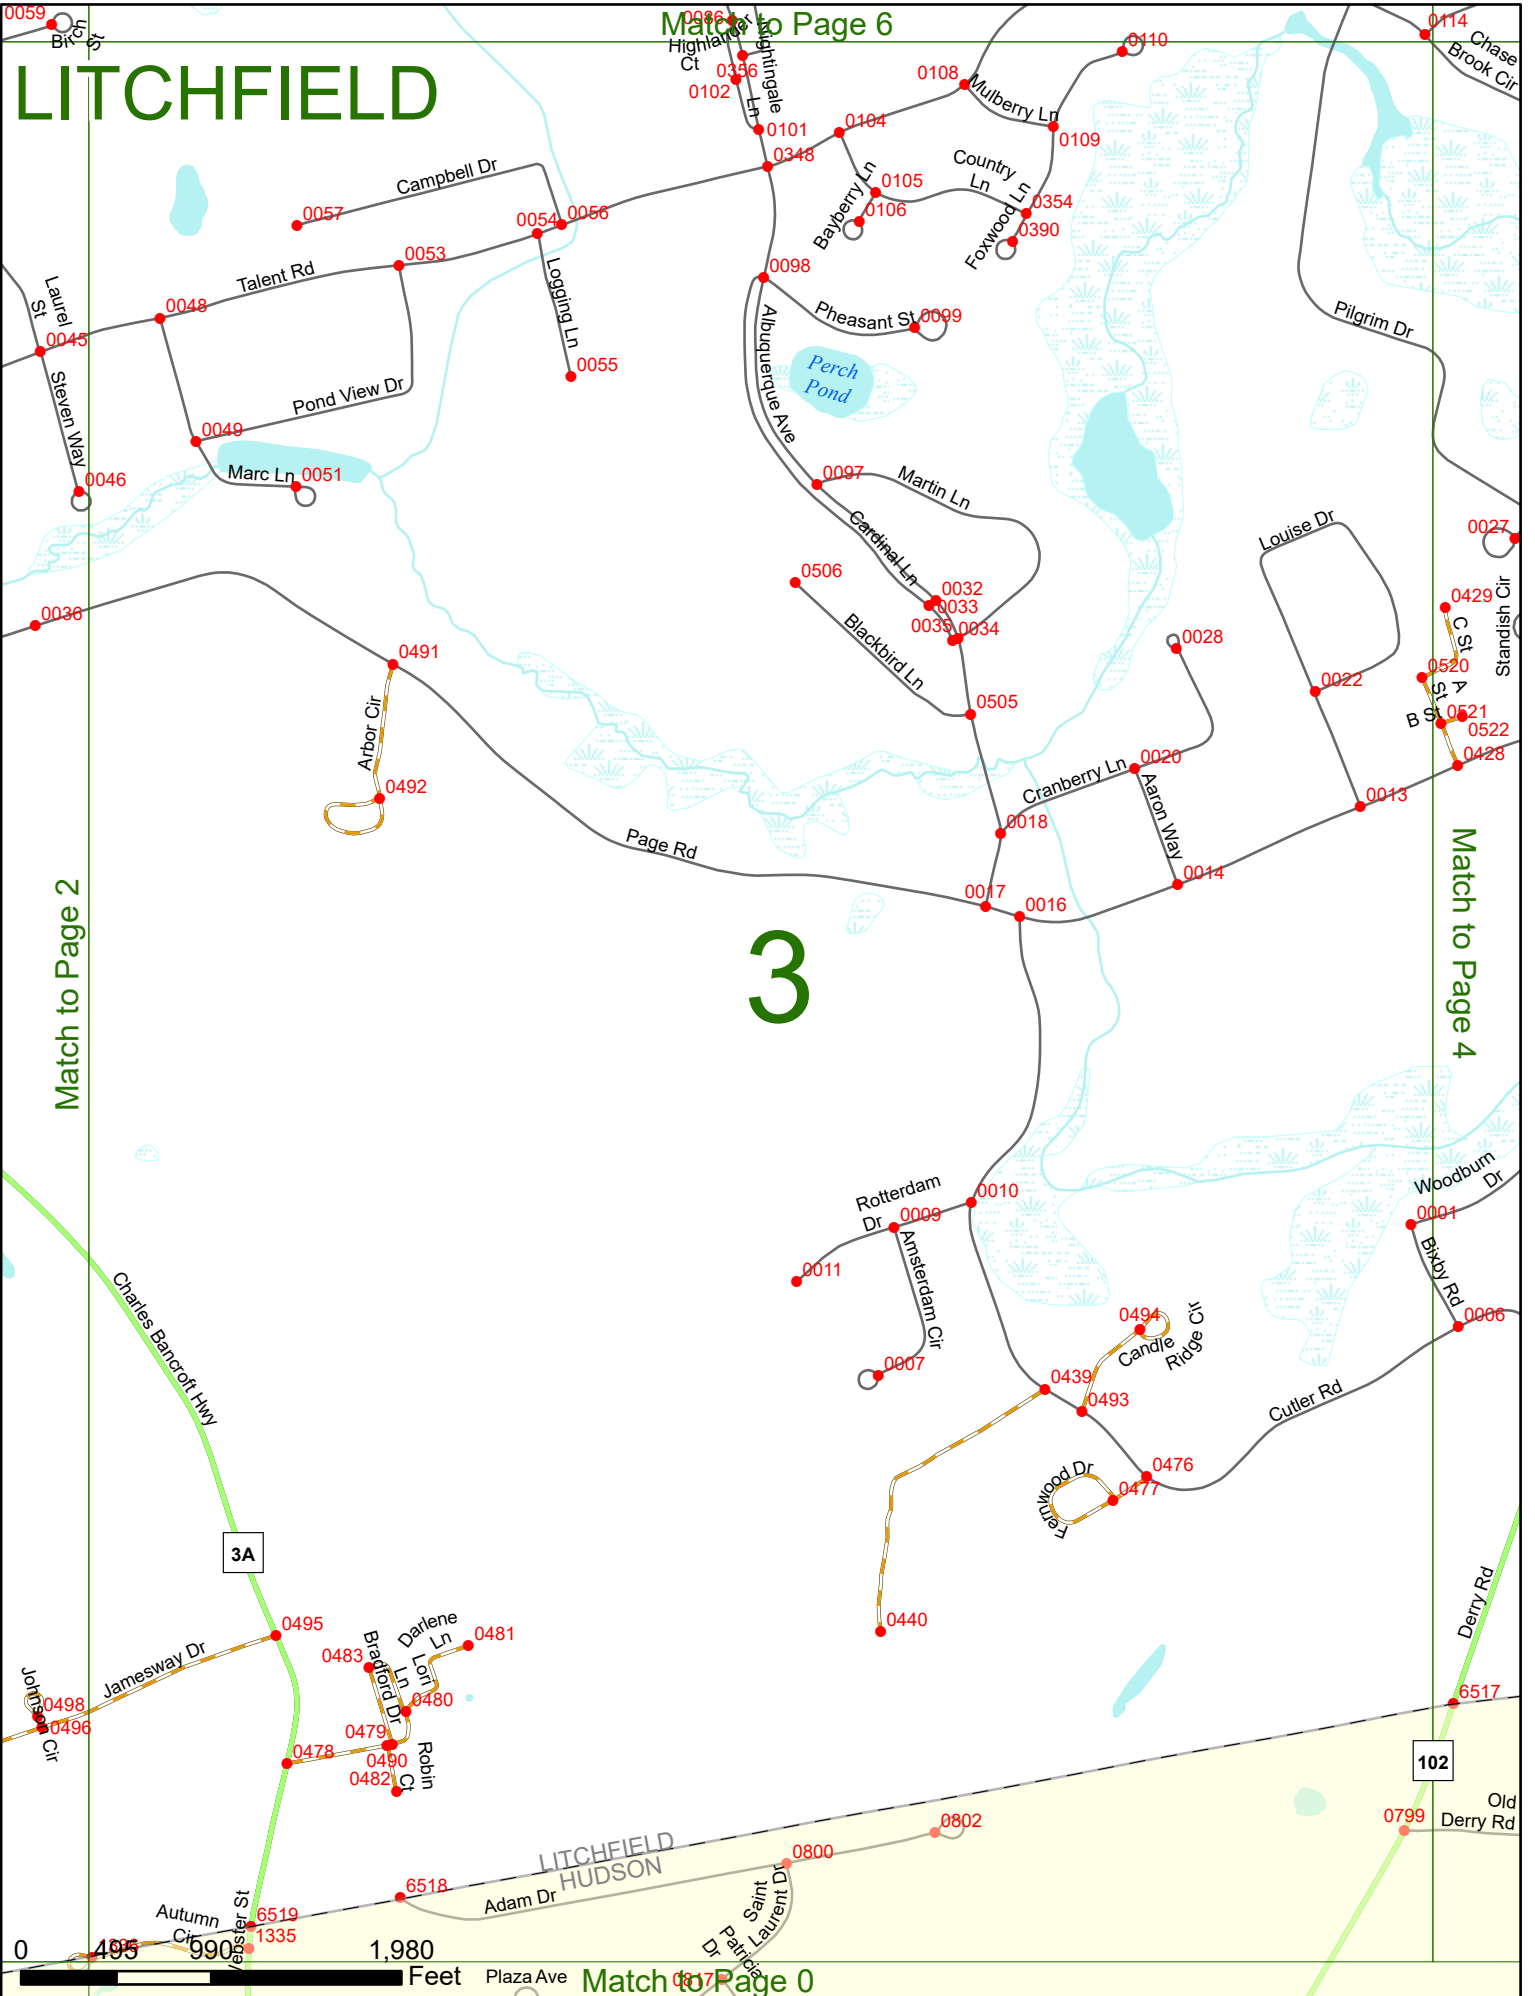 0059
Birch St
LITCHFIELD
0086
Match to Page 6
Highlander
Ct
Nightingale
Ln
0356
0102
0101
0348
0104
0108
Mulberry Ln
0109
0110
0114
Chase
Brook Cir
Campbell Dr
0057
0054
0056
0053
Talent Rd
Logging Ln
0055
Bayberry Ln
0105
0106
Country
Ln
0354
Foxwood Ln
0390
Laurel
St
0048
0045
Steven Way
0046
Pond View Dr
0049
Marc Ln
0051
0098
Albuquerque Ave
Pheasant St
0099
Perch
Pond
Pilgrim Dr
0097
Martin Ln
Cardinal Ln
0506
Blackbird Ln
0032
0033
0035
0034
0505
Louise Dr
0027
Standish Cir
0429
C St
0520
A
St
B St
0521
0522
0428
0028
0022
0036
0491
Arbor Cir
0492
Page Rd
Cranberry Ln
0020
Aaron Way
0018
0013
0014
0017
0016
Match to Page 2
3
Match to Page 4
Rotterdam
Dr
0009
0010
0011
Amsterdam Cir
0007
Woodburn
Dr
0001
Bixby Rd
0006
Charles Bancroft Hwy
0494
Candle
Ridge Cir
0439
0493
Cutler Rd
Fernwood Dr
0476
0477
3A
0440
Derry Rd
0495
Jamesway Dr
Johnson Cir
0498
0496
0483
Bradford Dr
Darlene
Ln
Lori
Ln
0481
0480
0479
0490
Robin
Ct
0482
0478
6517
102
Old
Derry Rd
0799
0802
0800
LITCHFIELD
HUDSON
6518
Adam Dr
Saint
Laurent Dr
Patricia
Dr
0817
Autumn
Cir
6519
1335
Webster St
1336
0 495 990 1,980
Feet
Plaza Ave
Match to Page 0